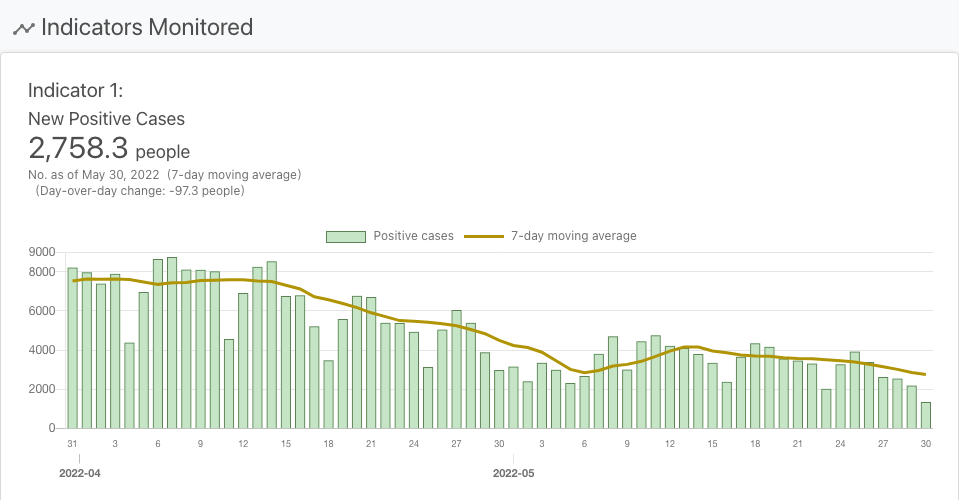 Indicators Monitored
Indicator 1:
New Positive Cases
2,758.3 people
No. as of May 30, 2022 (7-day moving average)
(Day-over-day change: -97.3 people)
Positive cases 7-day moving average
9000
8000
6000
4000
2000
0
31 3 6 9 12 15 18 21 24 27 30 3 6 9 12 15 18 21 24 27 30
2022-04 2022-05